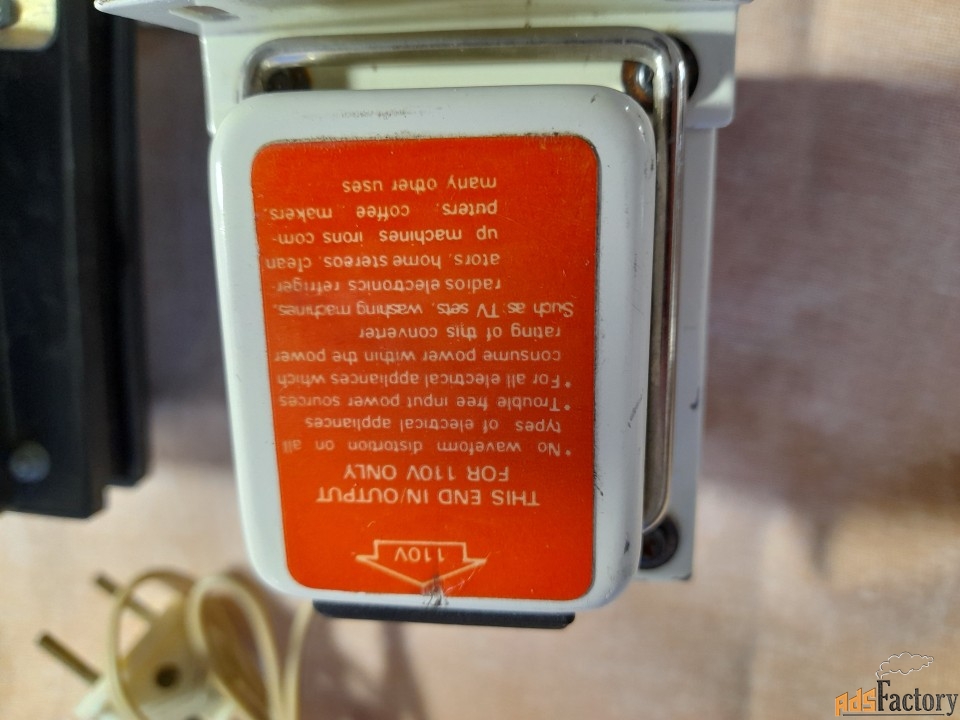 110V
THIS END IN/OUTPUT
FOR 110V ONLY
*No waveform distortion on all
types of electrical appliances
*Trouble free input power sources
*For all electrical appliances which
consume power within the power
rating of this converter
Such as TV sets, washing machines,
radios electronics refriger-
ators, home stereos, clean
up machines irons com-
puters, coffee makers,
many other uses
adsFactory